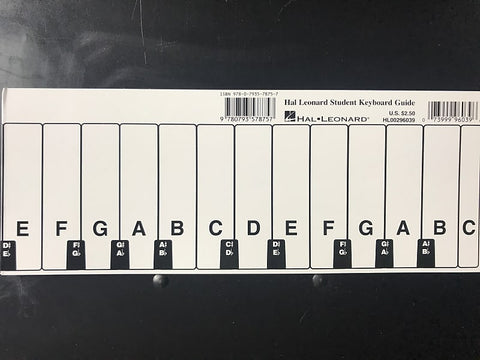 ISBN 978-0-7935-7875-7
Hal Leonard Student Keyboard Guide
U.S. $2.50
HAL•LEONARD®
HL00296039
9 780793 578757
0 73999 96039
E F G A B C D E F G A B C
D♯ F♯ G♯ A♯ C♯ D♯ F♯ G♯ A♯
E♭ G♭ A♭ B♭ D♭ E♭ G♭ A♭ B♭